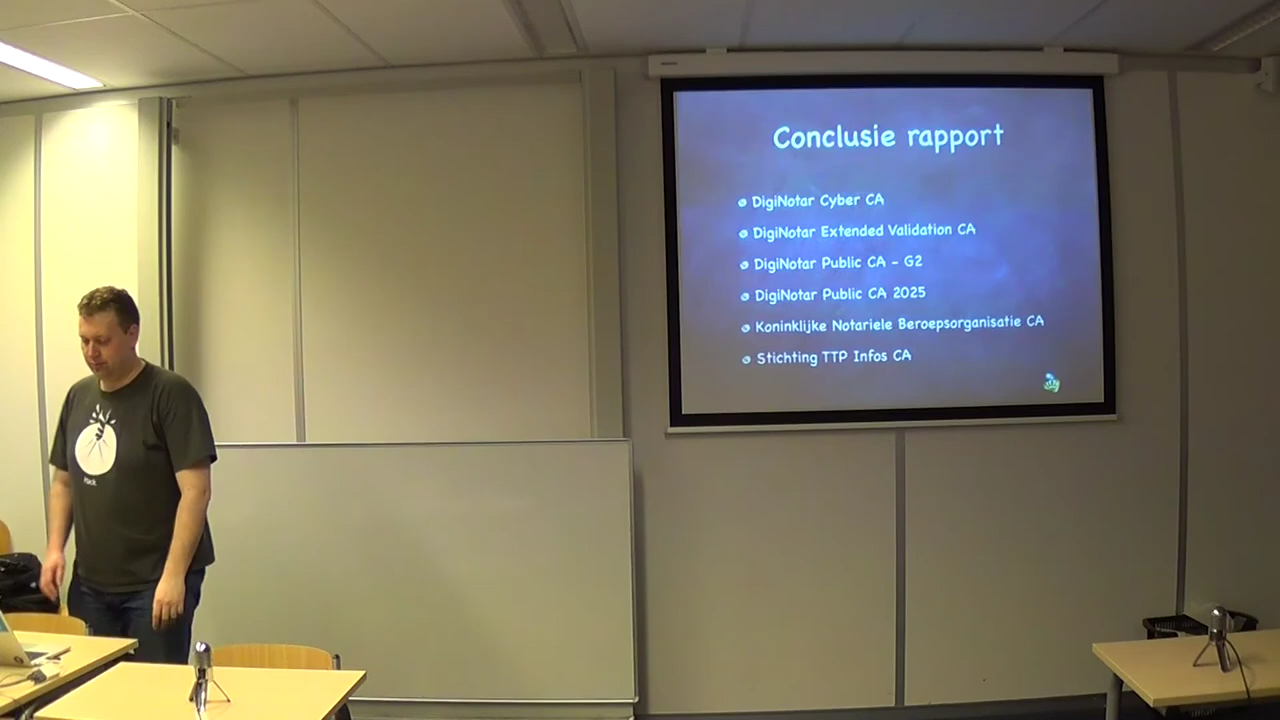 Conclusie rapport
DigiNotar Cyber CA
DigiNotar Extended Validation CA
DigiNotar Public CA - G2
DigiNotar Public CA 2025
Koninklijke Notariele Beroepsorganisatie CA
Stichting TTP Infos CA
Hack.